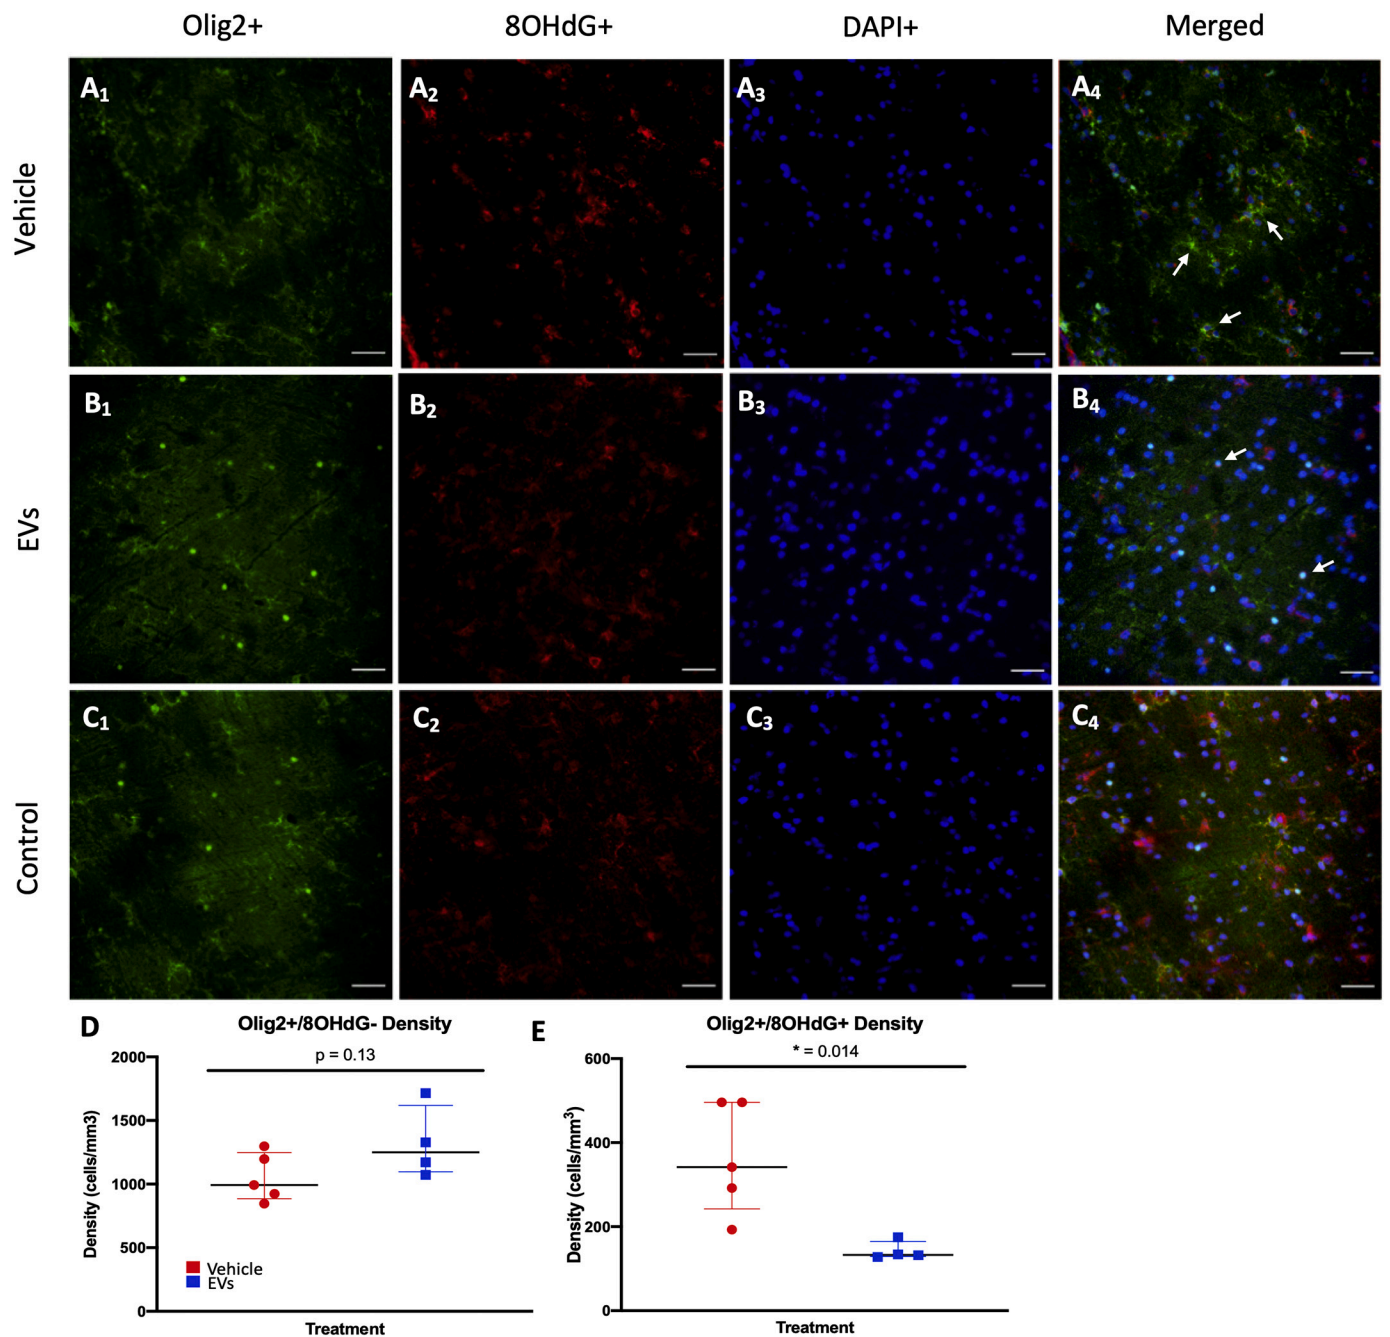 Olig2+ 8OHdG+ DAPI+ Merged
Vehicle
A1 A2 A3 A4
EVs
B1 B2 B3 B4
Control
C1 C2 C3 C4
D
Olig2+/8OHdG- Density
p = 0.13
2000
1500
1000
500
0
Density (cells/mm3)
Vehicle
EVs
Treatment
E
Olig2+/8OHdG+ Density
* = 0.014
600
400
200
0
Density (cells/mm³)
Treatment